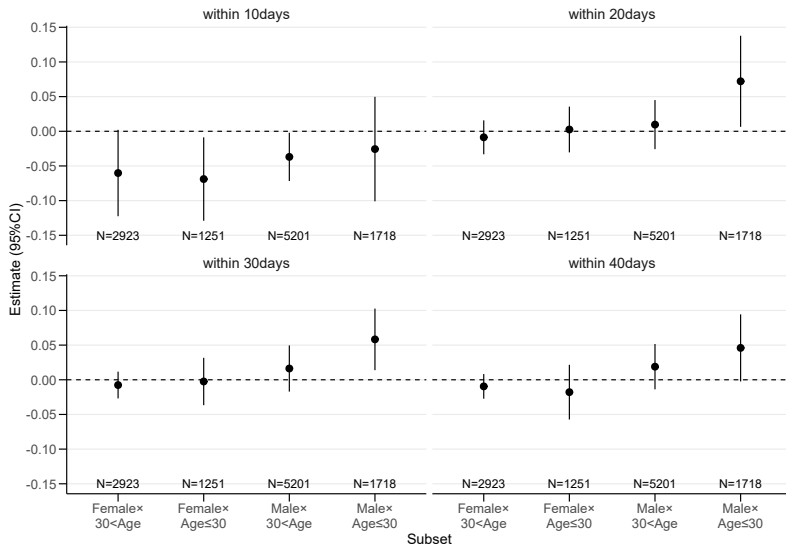 within 10days
within 20days
0.15
0.10
0.05
0.00
-0.05
-0.10
-0.15
N=2923 N=1251 N=5201 N=1718
N=2923 N=1251 N=5201 N=1718
Estimate (95%CI)
within 30days
within 40days
0.15
0.10
0.05
0.00
-0.05
-0.10
-0.15
N=2923 N=1251 N=5201 N=1718
N=2923 N=1251 N=5201 N=1718
Female× Female× Male× Male× Female× Female× Male× Male×
30<Age Age≤30 30<Age Age≤30 30<Age Age≤30 30<Age Age≤30
Subset